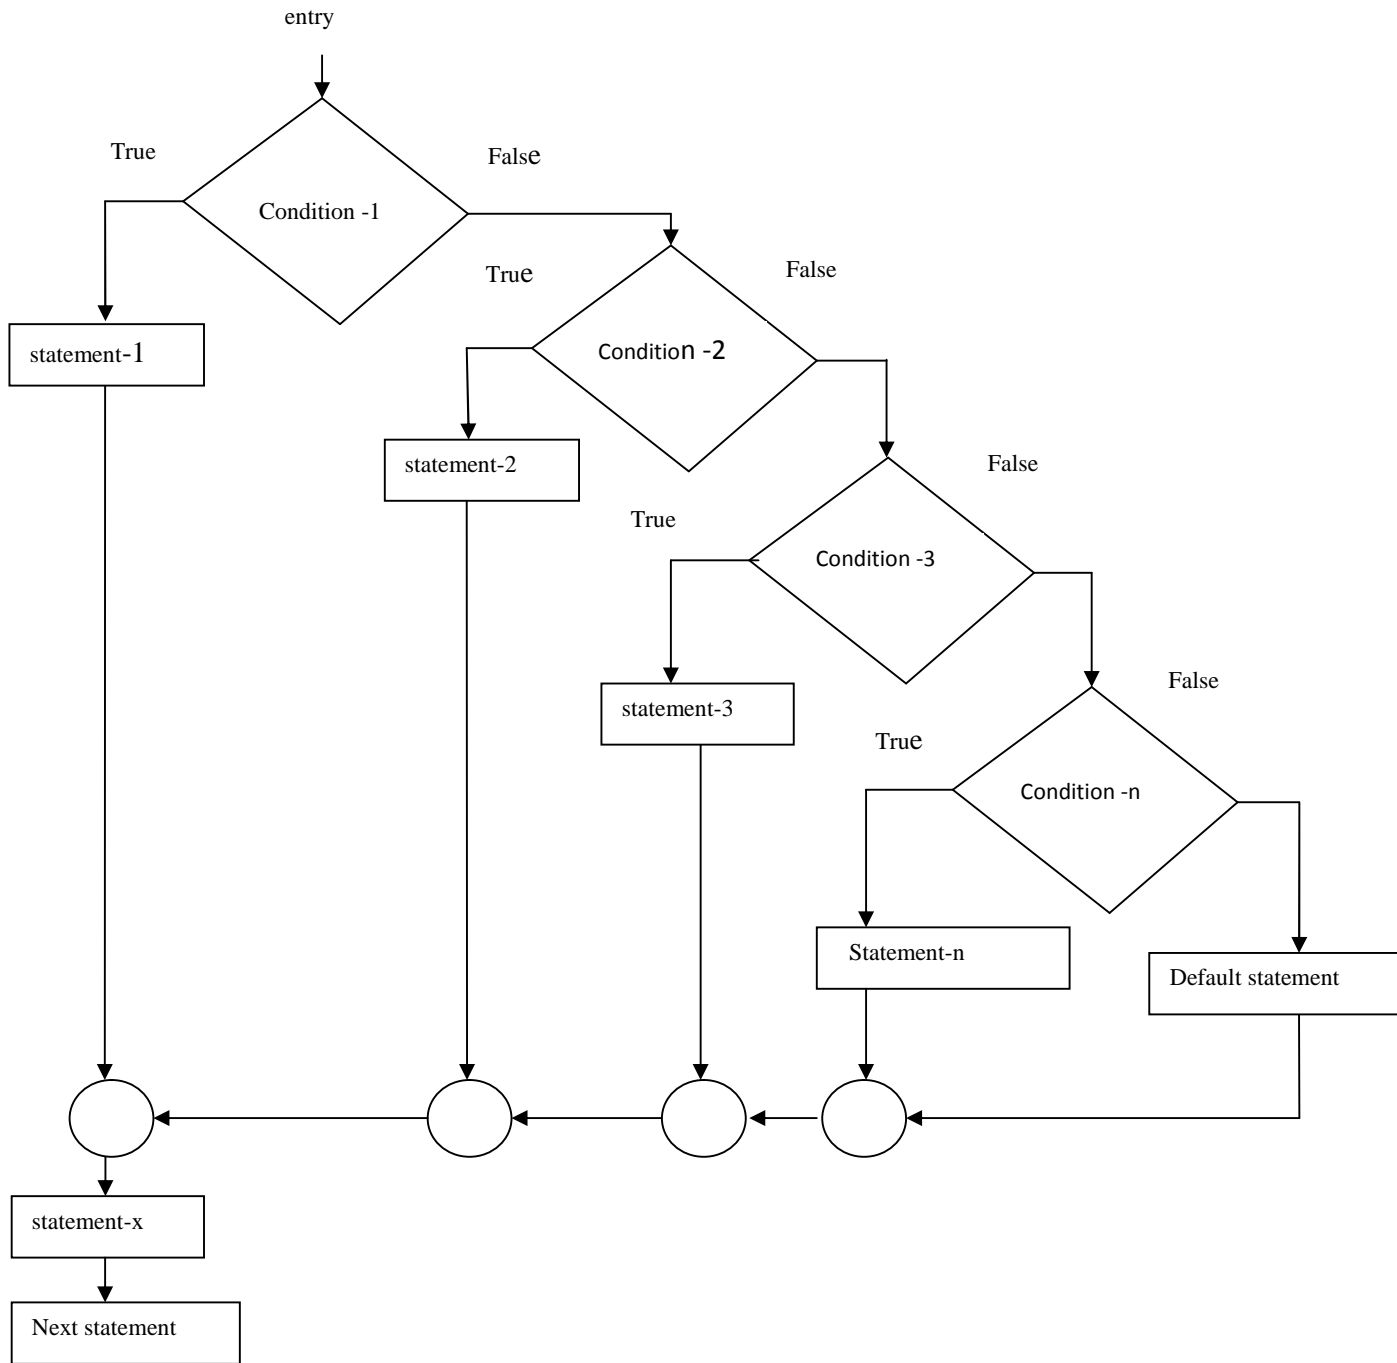 entry
True
False
Condition -1
True
False
statement-1
Condition -2
statement-2
False
True
Condition -3
False
statement-3
True
Condition -n
Statement-n
Default statement
statement-x
Next statement